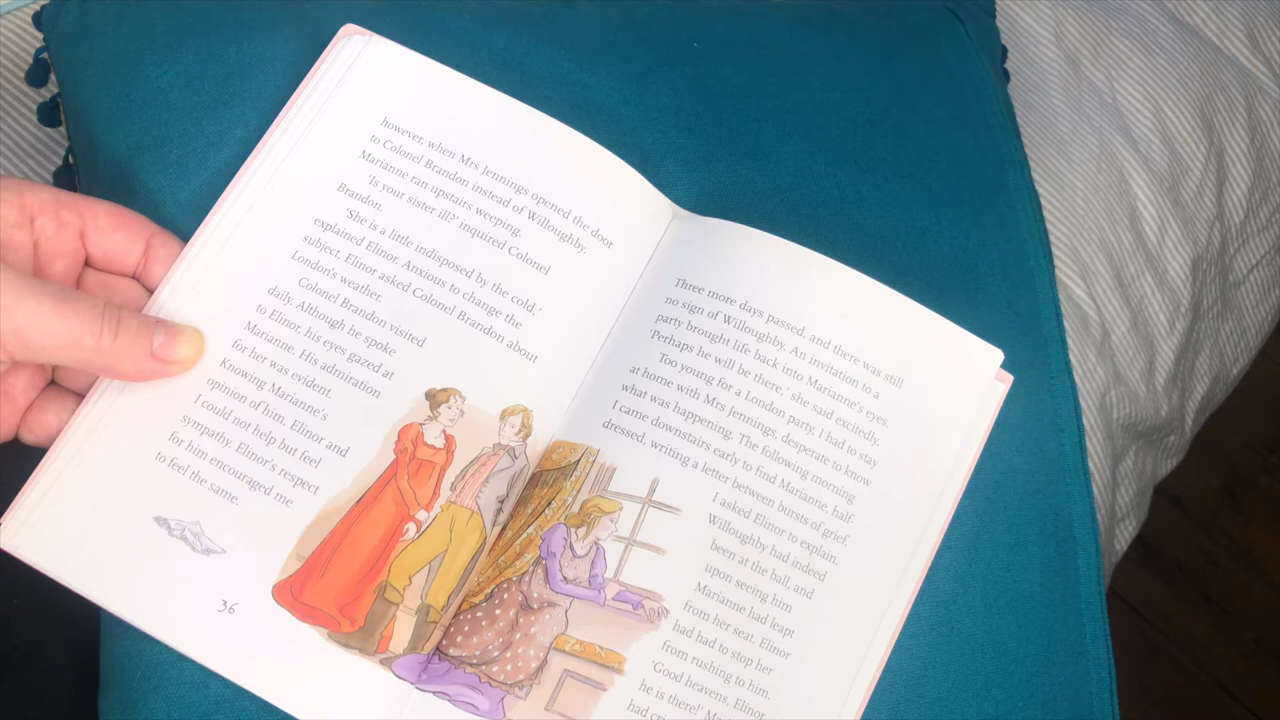 however, when Mrs Jennings opened the door
to Colonel Brandon instead of Willoughby.
Marianne ran upstairs weeping.
'Is your sister ill?' inquired Colonel
Brandon.
'She is a little indisposed by the cold,'
explained Elinor. Anxious to change the
subject, Elinor asked Colonel Brandon about
London's weather.
Colonel Brandon visited
daily. Although he spoke
to Elinor, his eyes gazed at
Marianne. His admiration
for her was evident.
Knowing Marianne's
opinion of him, Elinor and
I could not help but feel
sympathy. Elinor's respect
for him encouraged me
to feel the same.
36
Three more days passed, and there was still
no sign of Willoughby. An invitation to a
party brought life back into Marianne's eyes.
'Perhaps he will be there,' she said excitedly.
Too young for a London party, I had to stay
at home with Mrs Jennings, desperate to know
what was happening. The following morning
I came downstairs early to find Marianne, half-
dressed, writing a letter between bursts of grief.
I asked Elinor to explain.
Willoughby had indeed
been at the ball, and
upon seeing him
Marianne had leapt
from her seat. Elinor
had had to stop her
from rushing to him.
'Good heavens, Elinor
he is there!'
had